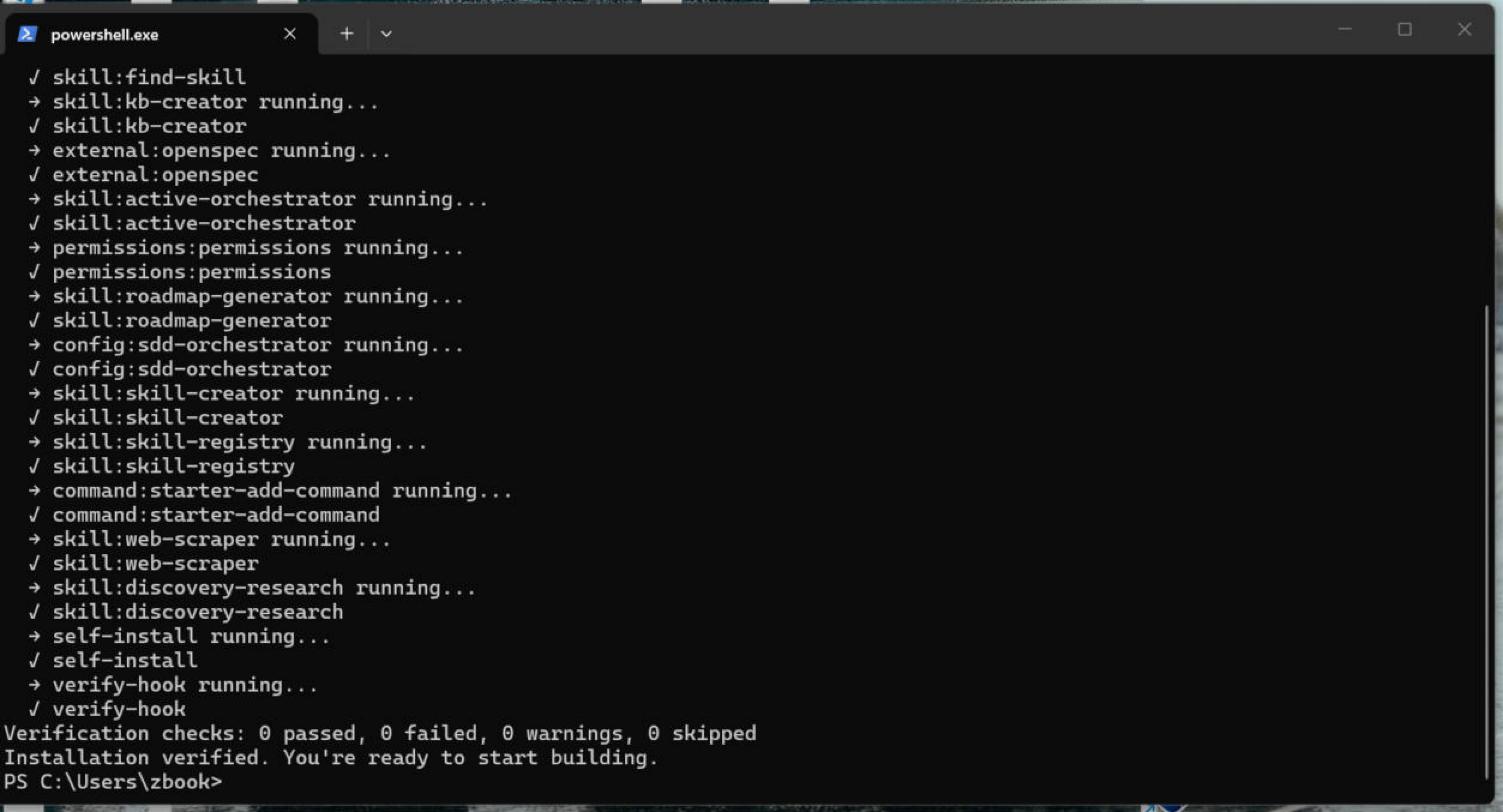 powershell.exe
√ skill:find-skill
→ skill:kb-creator running...
√ skill:kb-creator
→ external:openspec running...
√ external:openspec
→ skill:active-orchestrator running...
√ skill:active-orchestrator
→ permissions:permissions running...
√ permissions:permissions
→ skill:roadmap-generator running...
√ skill:roadmap-generator
→ config:sdd-orchestrator running...
√ config:sdd-orchestrator
→ skill:skill-creator running...
√ skill:skill-creator
→ skill:skill-registry running...
√ skill:skill-registry
→ command:starter-add-command running...
√ command:starter-add-command
→ skill:web-scraper running...
√ skill:web-scraper
→ skill:discovery-research running...
√ skill:discovery-research
→ self-install running...
√ self-install
→ verify-hook running...
√ verify-hook
Verification checks: 0 passed, 0 failed, 0 warnings, 0 skipped
Installation verified. You're ready to start building.
PS C:\Users\zbook>